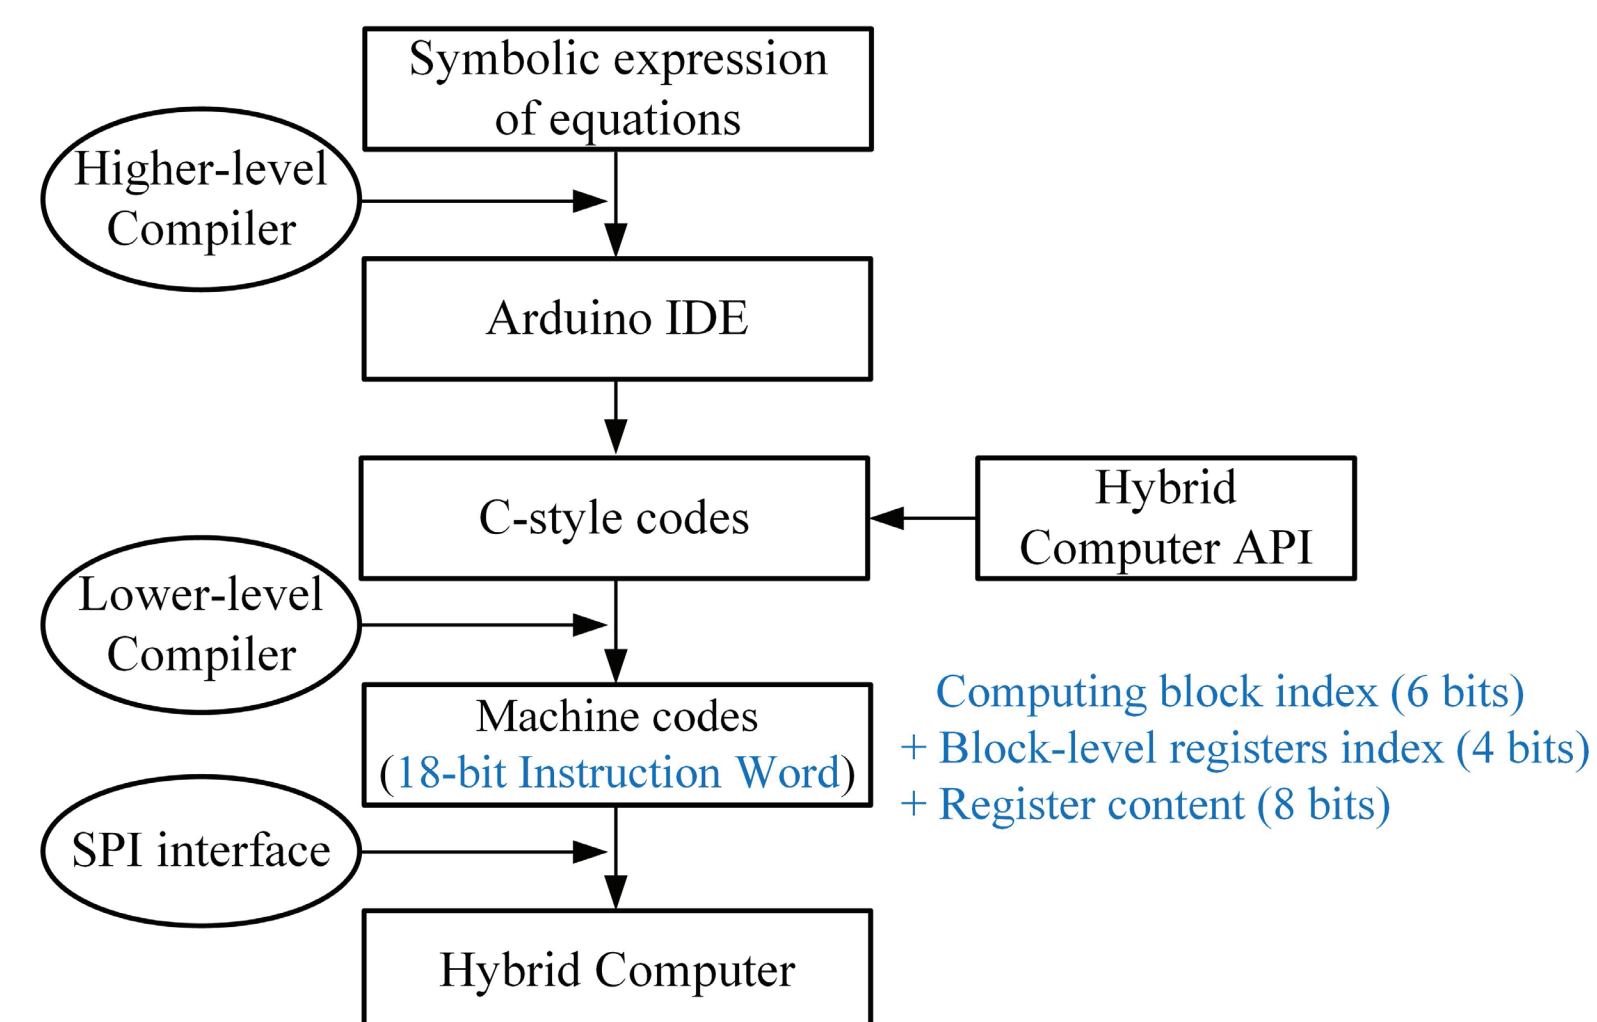 Symbolic expression
of equations
Higher-level
Compiler
Arduino IDE
C-style codes
Hybrid
Computer API
Lower-level
Compiler
Machine codes
(18-bit Instruction Word)
Computing block index (6 bits)
+ Block-level registers index (4 bits)
+ Register content (8 bits)
SPI interface
Hybrid Computer